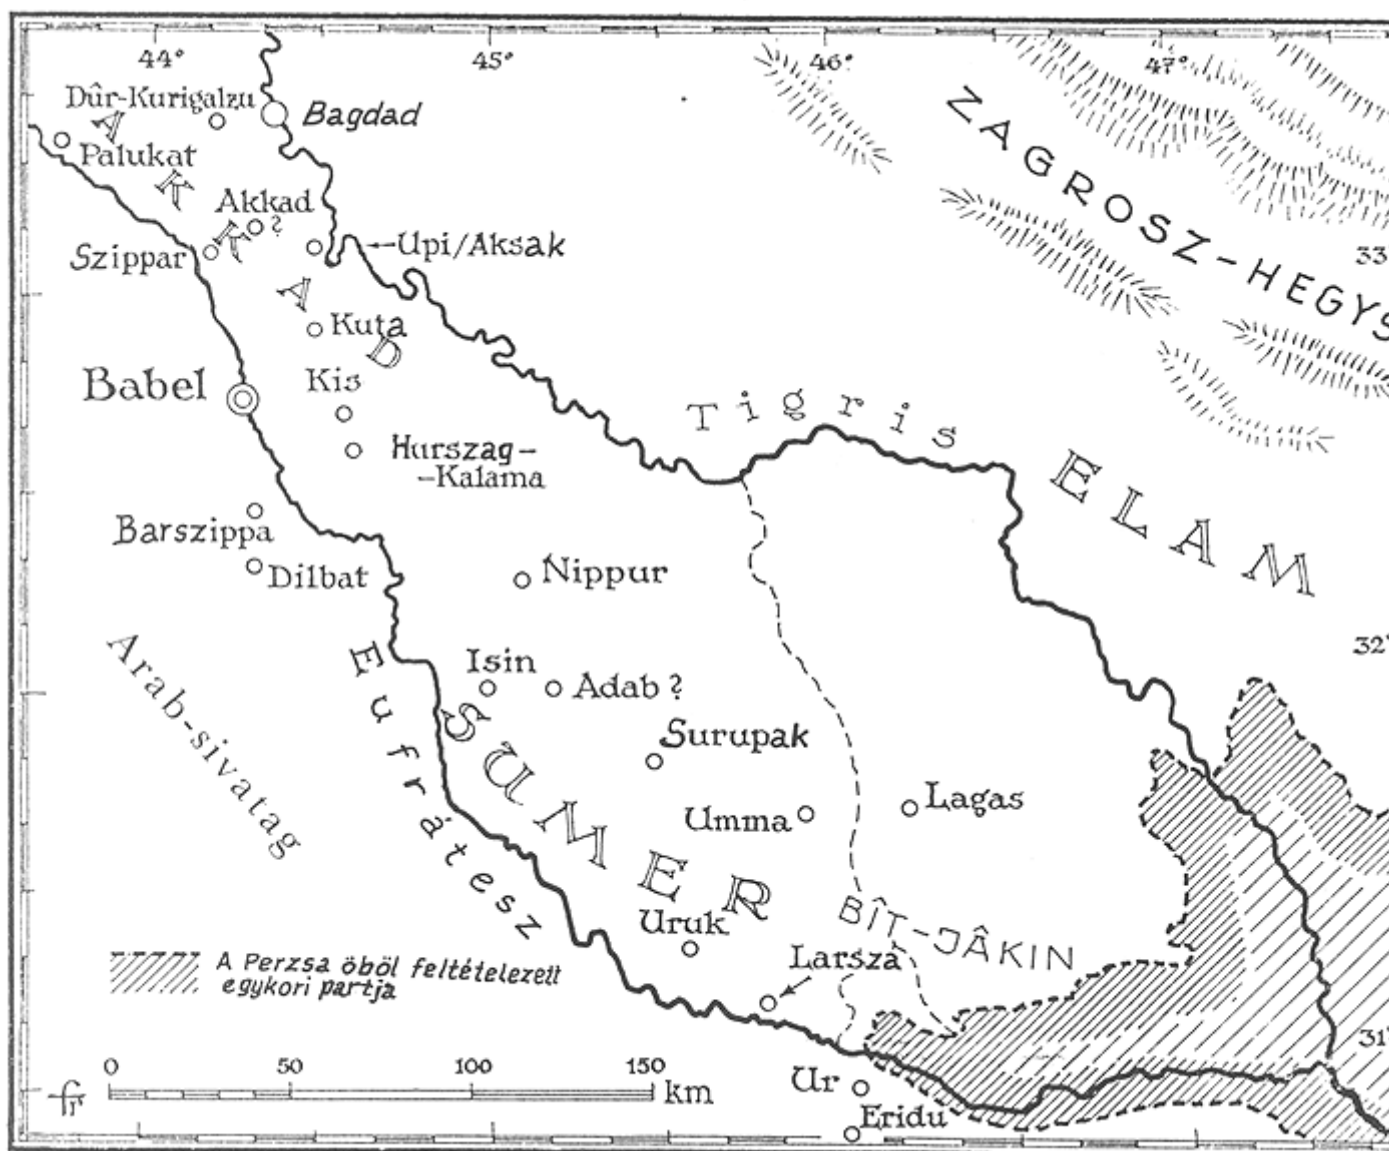 44°
45°
46°
47°
Dûr-Kurigalzu
Bagdad
Palukat
AKKAD
Akkad
?
Szippar
Upi/Aksak
ZAGROSZ-HEGYS
33
Kuta
Babel
Kis
Hurszag-
-Kalama
Tigris
ELAM
Barszippa
Dilbat
Nippur
Arab-sivatag
Eufrátesz
Isin
Adab ?
32°
SUMER
Surupak
Umma
Lagas
Uruk
BÎT-JÂKIN
Larsza
A Perzsa öböl feltételezett
egykori partja
31°
0 50 100 150
km
Ur
Eridu